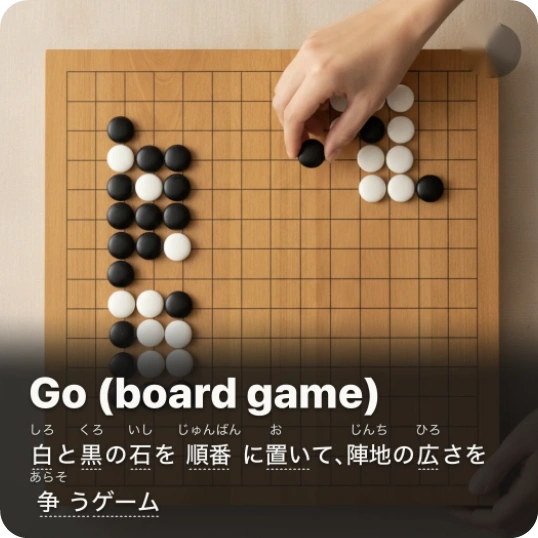 Go (board game)
しろ くろ いし じゅんばん お じんち ひろ
白と黒の石を 順番 に置いて、陣地の広さを
あらそ
争 うゲーム